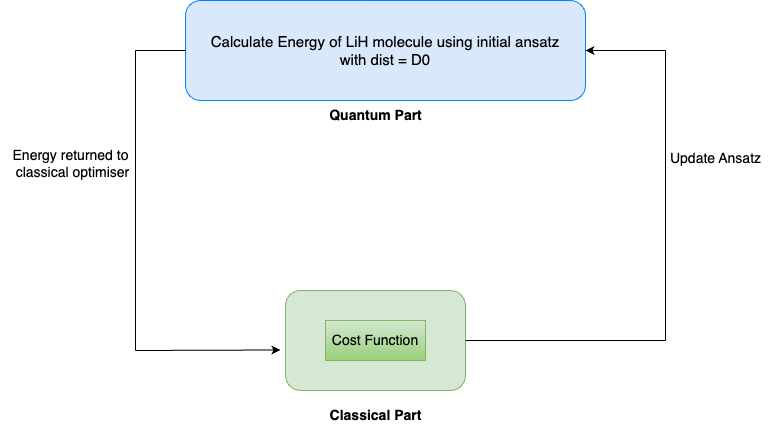 Calculate Energy of LiH molecule using initial ansatz
with dist = D0
Quantum Part
Energy returned to
classical optimiser
Update Ansatz
Cost Function
Classical Part